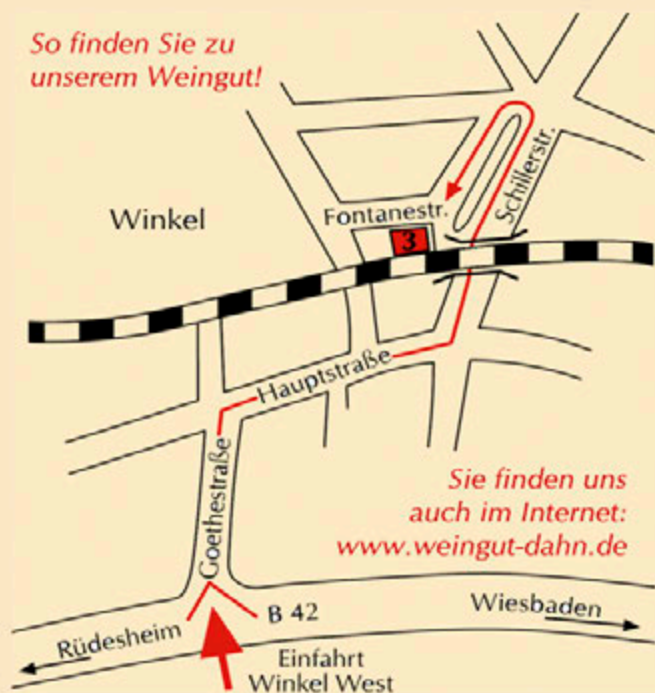 So finden Sie zu
unserem Weingut!
Winkel
Fontanestr.
Schillerstr.
3
Hauptstraße
Goethestraße
Sie finden uns
auch im Internet:
www.weingut-dahn.de
B 42
Wiesbaden
Rüdesheim
Einfahrt
Winkel West